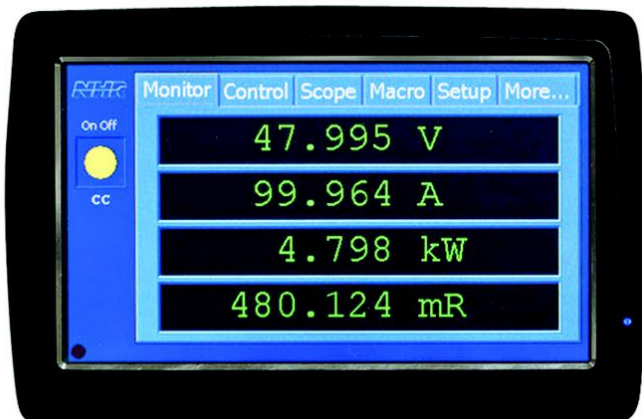 NHR
Monitor Control Scope Macro Setup More...
On Off
CC
47.995 V
99.964 A
4.798 kW
480.124 mR